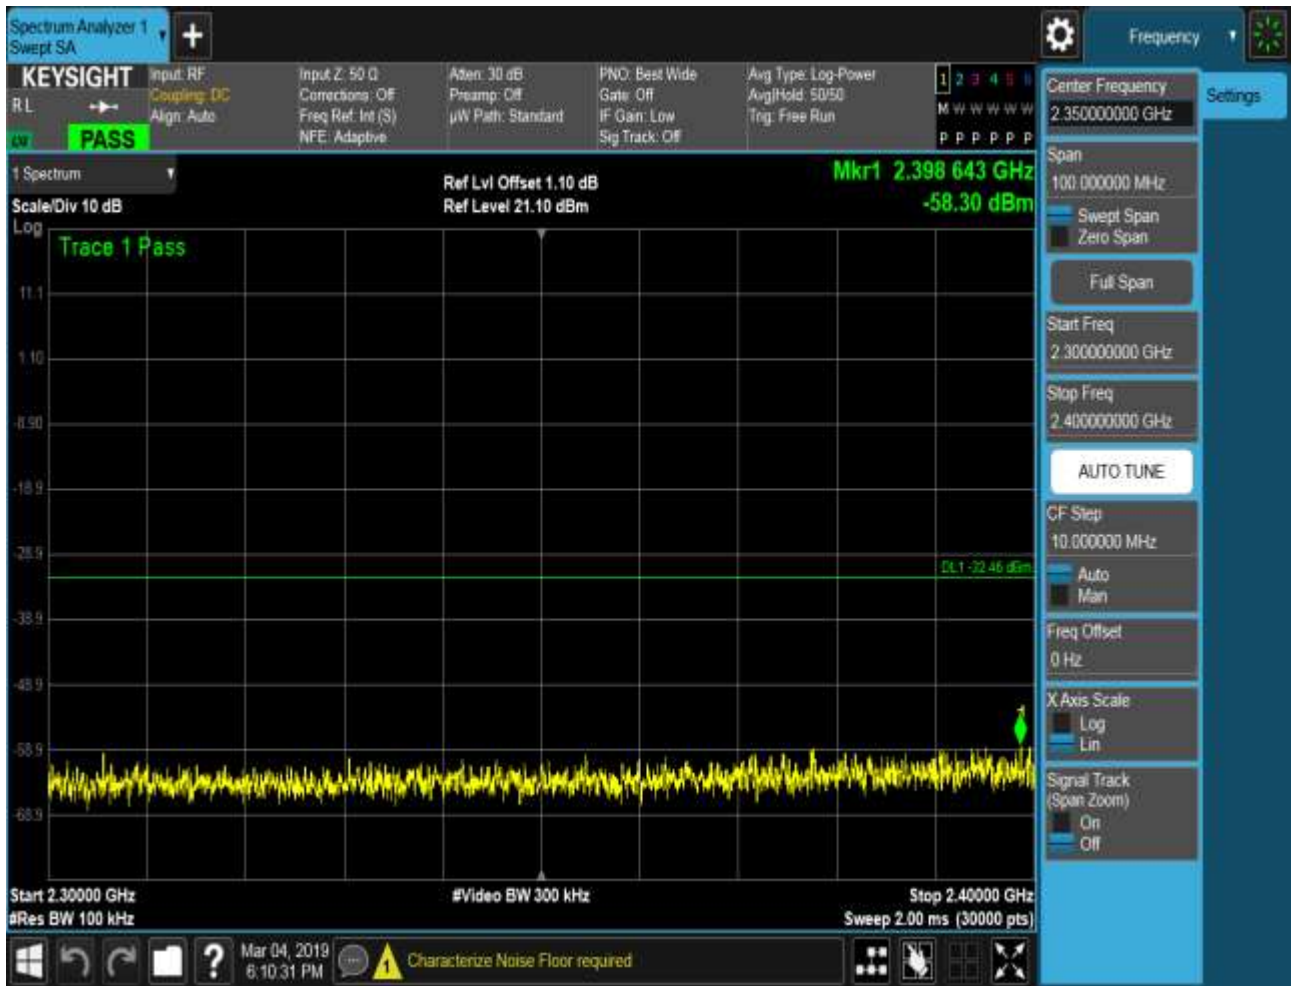 Spectrum Analyzer 1
Swept SA
Frequency
KEYSIGHT
R L
PASS
Input: RF
Coupling: DC
Align: Auto
Input Z: 50 Ω
Corrections: Off
Freq Ref: Int (S)
NFE: Adaptive
Atten: 30 dB
Preamp: Off
µW Path: Standard
PNO: Best Wide
Gate: Off
IF Gain: Low
Sig Track: Off
Avg Type: Log-Power
Avg|Hold: 50/50
Trig: Free Run
1 2 3 4 5 6
M W W W W W
P P P P P P
1 Spectrum
Scale/Div 10 dB
Ref Lvl Offset 1.10 dB
Ref Level 21.10 dBm
Mkr1 2.398 643 GHz
-58.30 dBm
Log
Trace 1 Pass
11.1
1.10
-8.90
-18.9
-28.9
DL1 -32.46 dBm
-38.9
-48.9
1
-58.9
-68.9
Start 2.30000 GHz
#Res BW 100 kHz
#Video BW 300 kHz
Stop 2.40000 GHz
Sweep 2.00 ms (30000 pts)
Center Frequency
2.350000000 GHz
Settings
Span
100.000000 MHz
Swept Span
Zero Span
Full Span
Start Freq
2.300000000 GHz
Stop Freq
2.400000000 GHz
AUTO TUNE
CF Step
10.000000 MHz
Auto
Man
Freq Offset
0 Hz
X Axis Scale
Log
Lin
Signal Track
(Span Zoom)
On
Off
?
Mar 04, 2019
6:10:31 PM
1
Characterize Noise Floor required